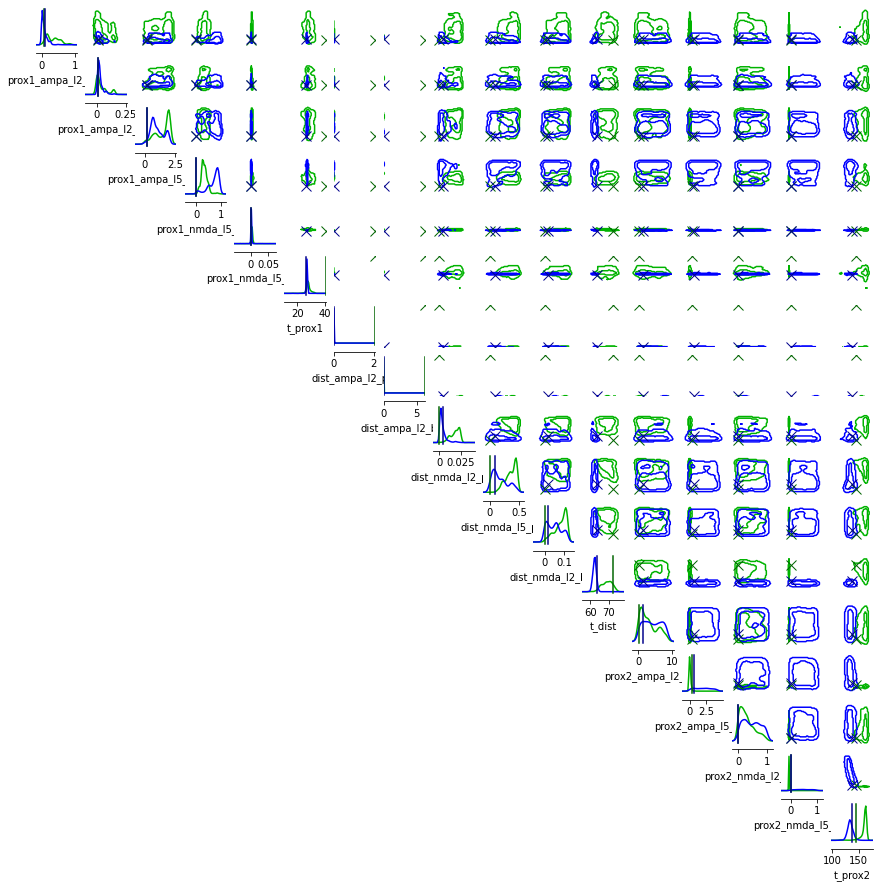 0 1
prox1_ampa_l2_
0 0.25
prox1_ampa_l2_
0 2.5
prox1_ampa_l5_
0 1
prox1_nmda_l5_
0 0.05
prox1_nmda_l5_
20 40
t_prox1
0 2
dist_ampa_l2_
0 5
dist_ampa_l2_
0 0.025
dist_nmda_l2_
0 0.5
dist_nmda_l5_
0 0.1
dist_nmda_l2_
60 70
t_dist
0 10
prox2_ampa_l2_
0 2.5
prox2_ampa_l5_
0 1
prox2_nmda_l2_
0 1
prox2_nmda_l5_
100 150
t_prox2